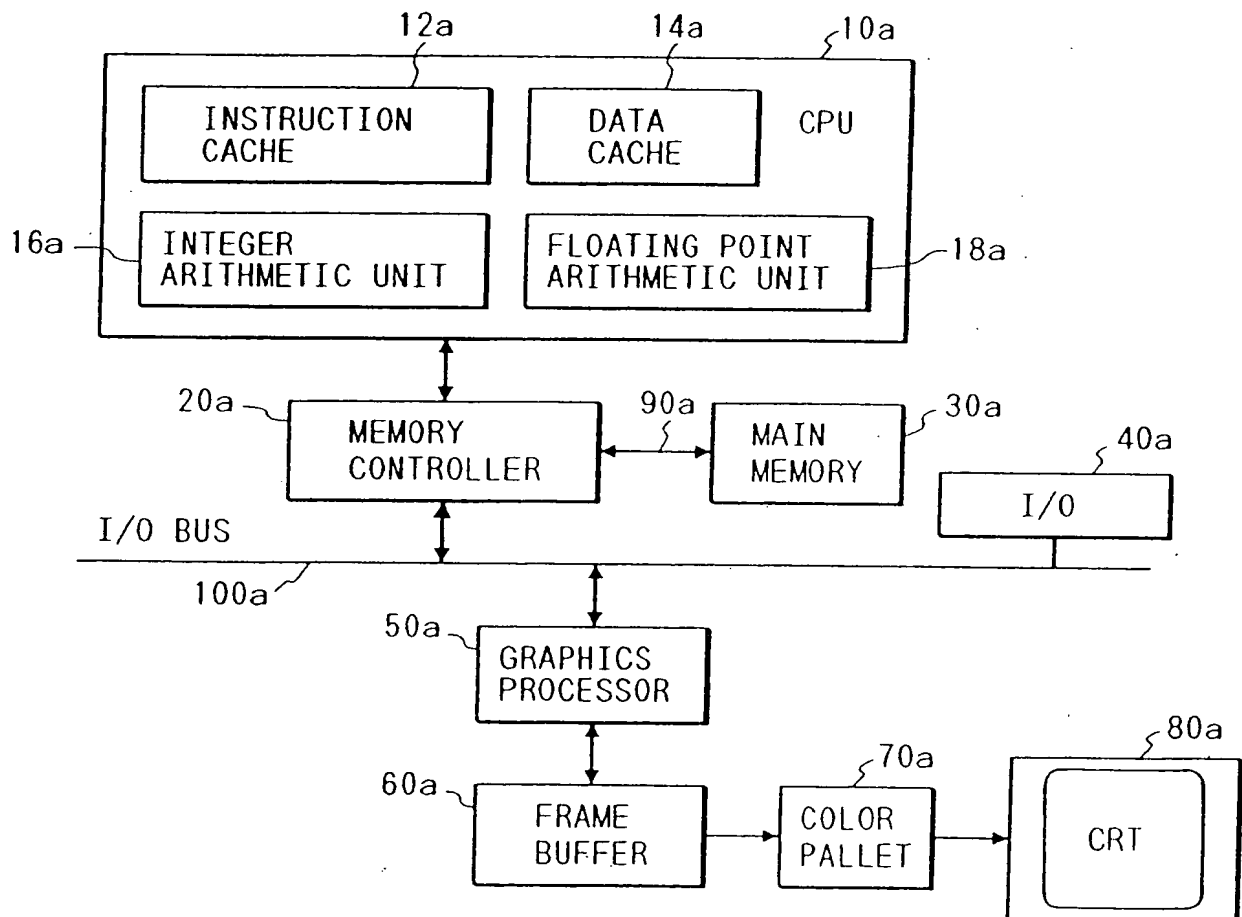 12a
14a
10a
INSTRUCTION
CACHE
DATA
CACHE
CPU
16a
INTEGER
ARITHMETIC UNIT
FLOATING POINT
ARITHMETIC UNIT
18a
20a
MEMORY
CONTROLLER
90a
MAIN
MEMORY
30a
40a
I/O
I/O BUS
100a
50a
GRAPHICS
PROCESSOR
60a
FRAME
BUFFER
70a
COLOR
PALLET
80a
CRT